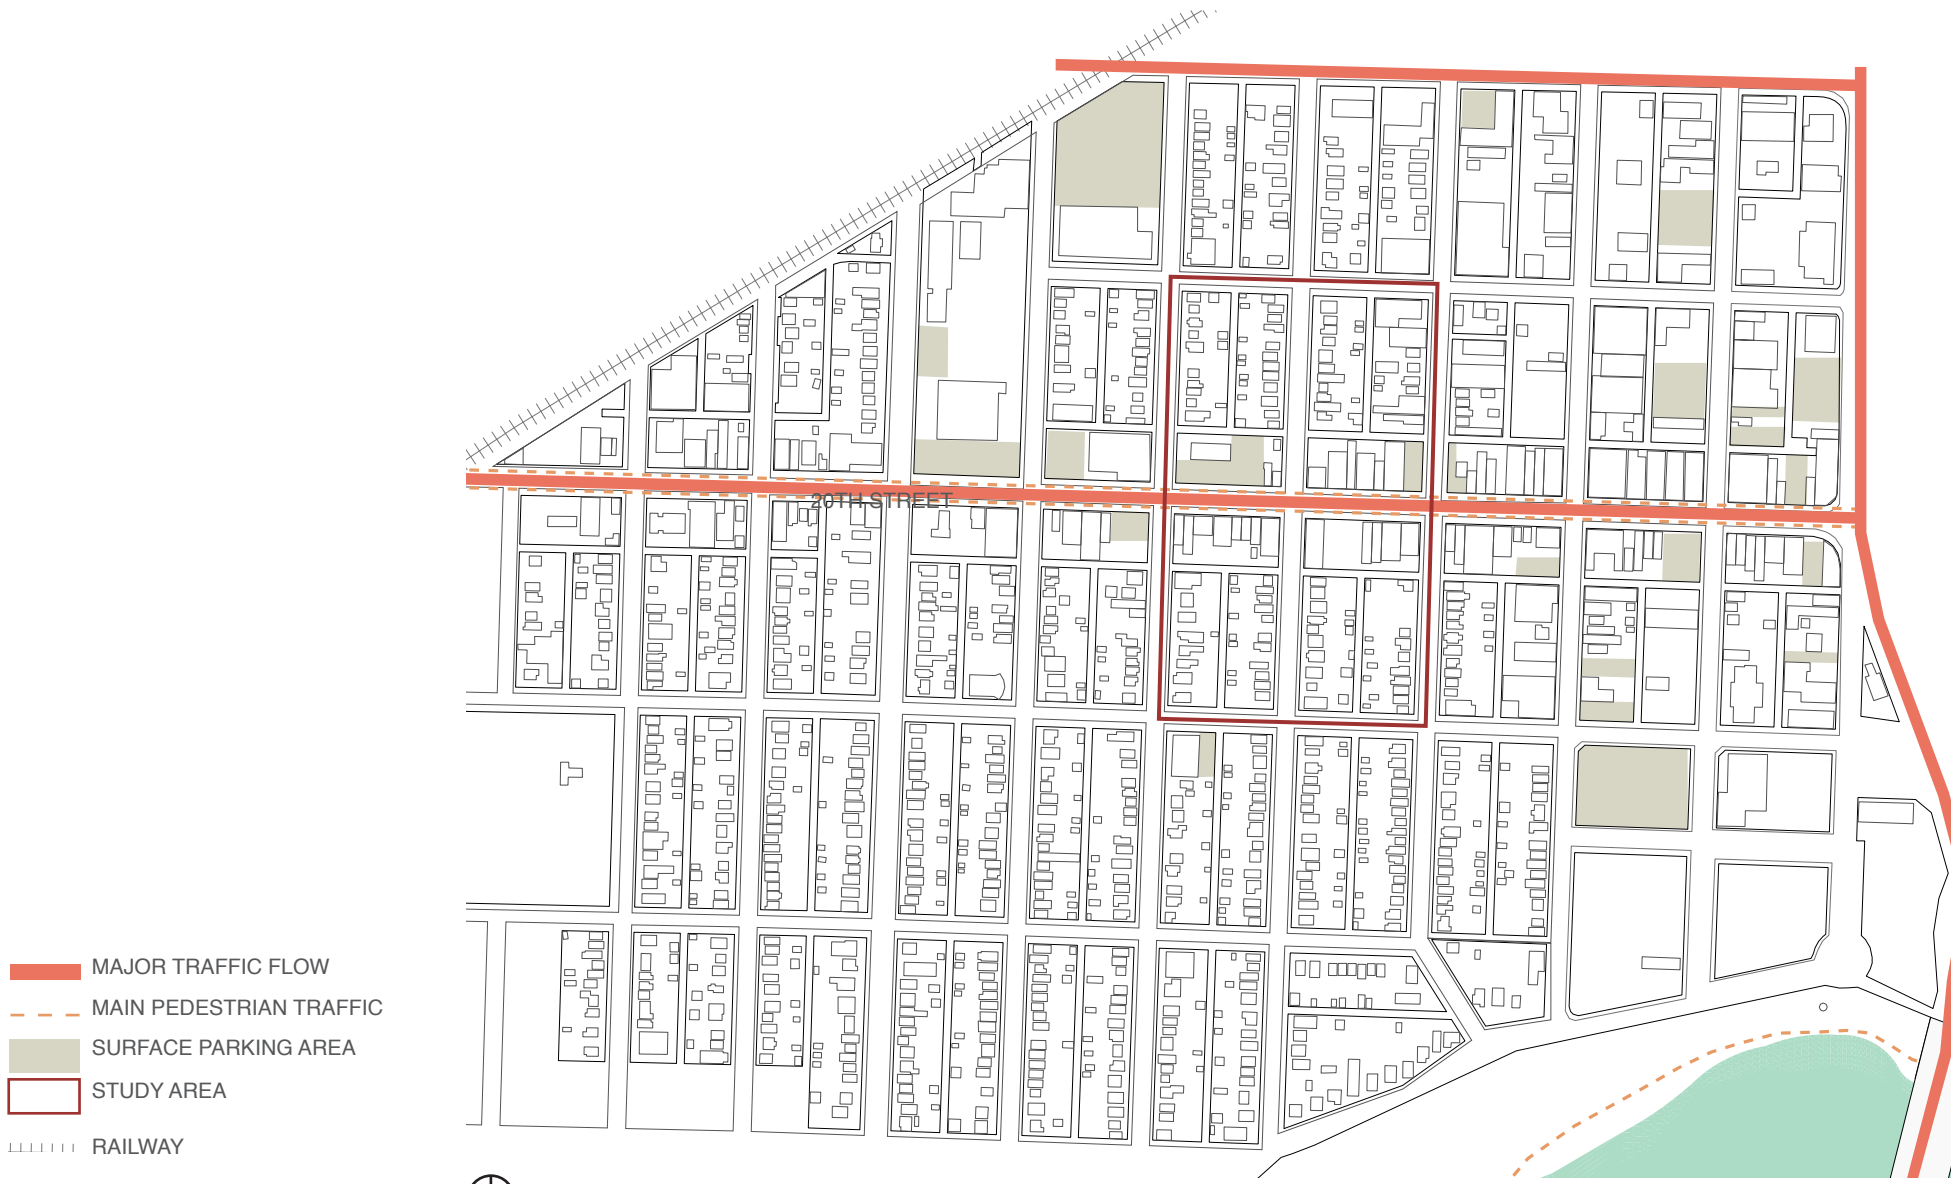 20TH STREET
MAJOR TRAFFIC FLOW
MAIN PEDESTRIAN TRAFFIC
SURFACE PARKING AREA
STUDY AREA
RAILWAY